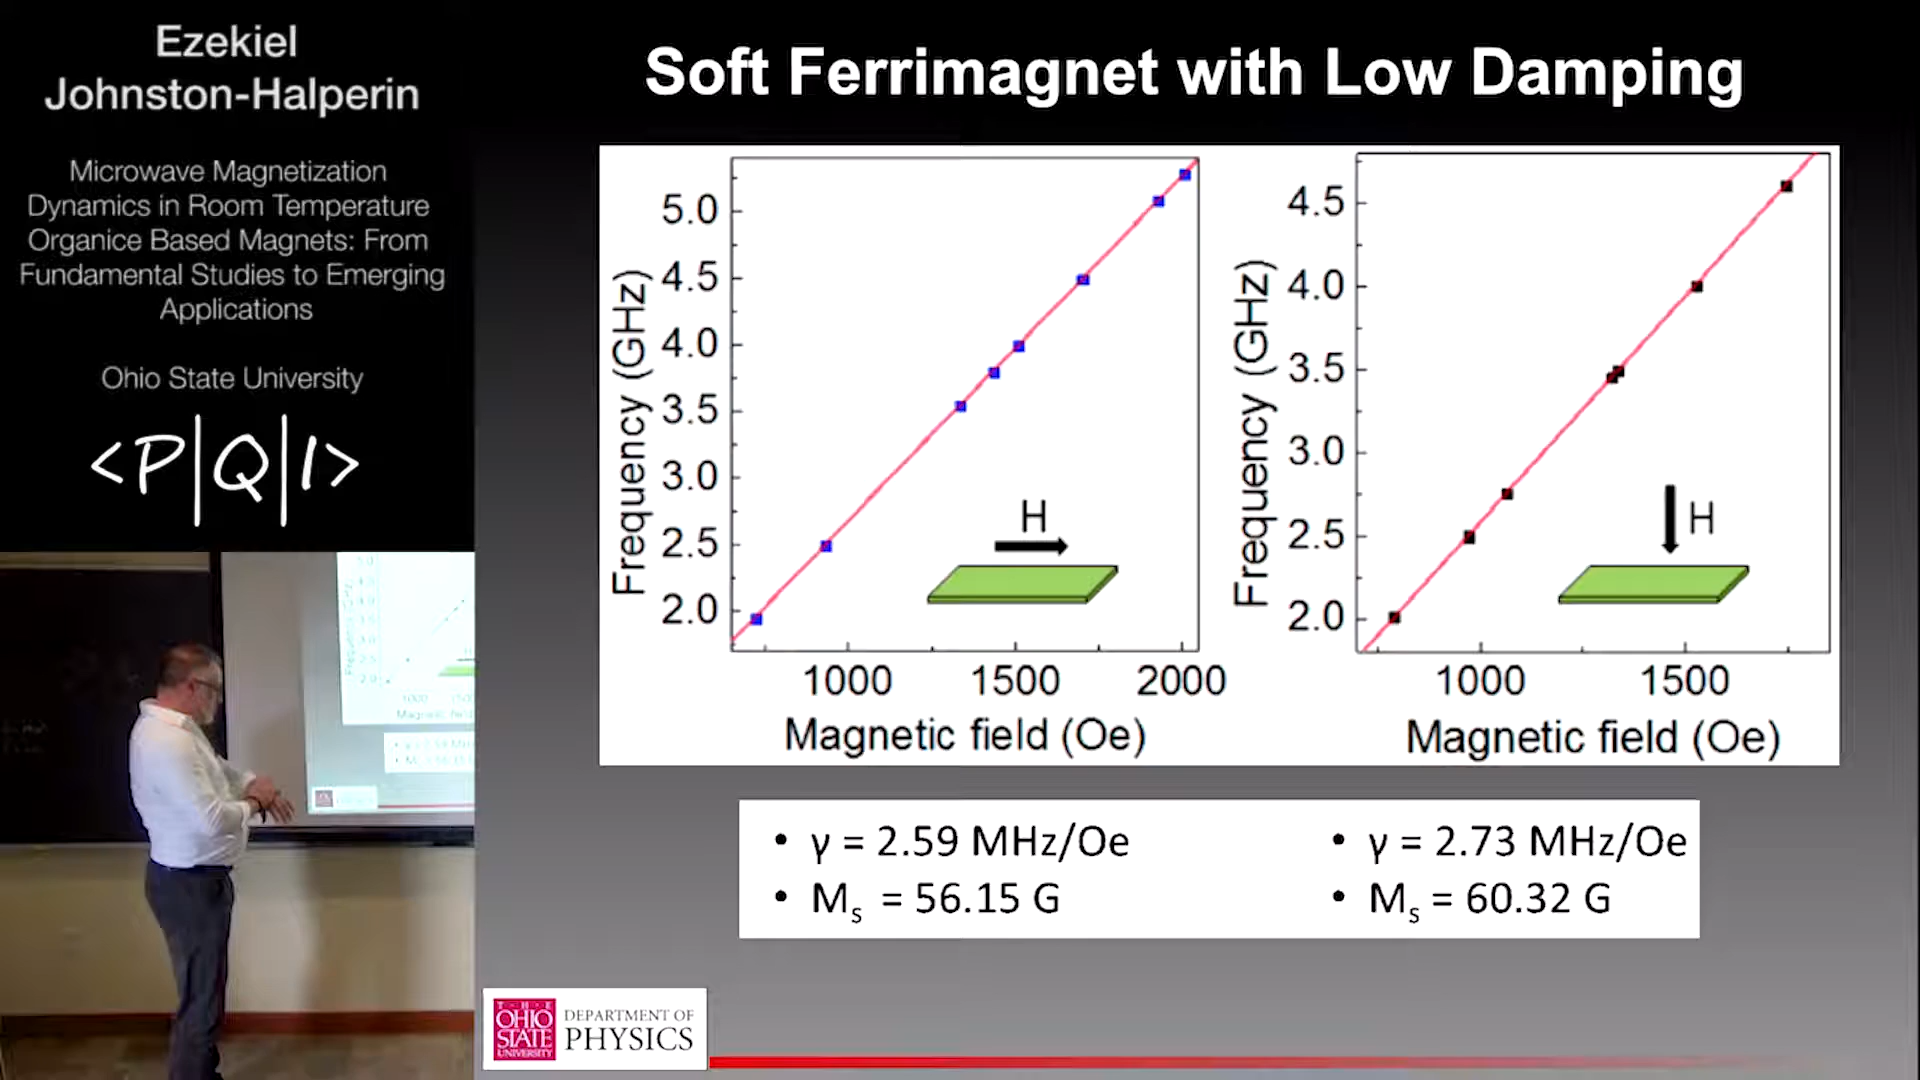 Ezekiel
Johnston-Halperin
Microwave Magnetization
Dynamics in Room Temperature
Organice Based Magnets: From
Fundamental Studies to Emerging
Applications
Ohio State University
<P|Q|I>
Soft Ferrimagnet with Low Damping
Frequency (GHz)
5.0
4.5
4.0
3.5
3.0
2.5
2.0
H
1000 1500 2000
Magnetic field (Oe)
Frequency (GHz)
4.5
4.0
3.5
3.0
2.5
2.0
H
1000 1500
Magnetic field (Oe)
• γ = 2.59 MHz/Oe
• Ms = 56.15 G
• γ = 2.73 MHz/Oe
• Ms = 60.32 G
THE
OHIO
STATE
UNIVERSITY
DEPARTMENT OF
PHYSICS